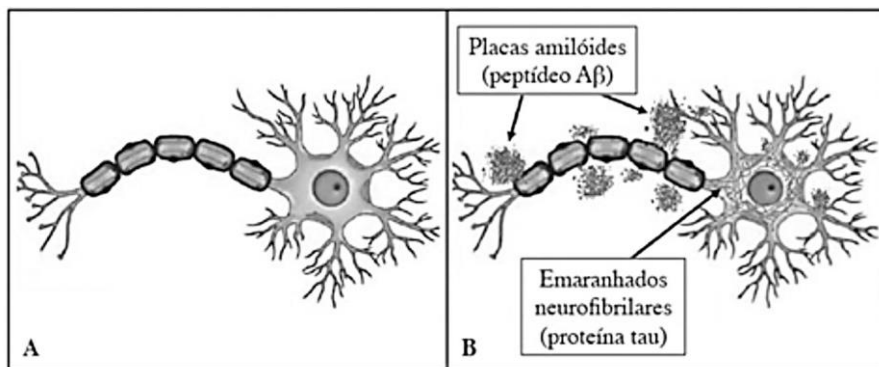 Placas amilóides
(peptídeo Aβ)
Emaranhados
neurofibrilares
(proteína tau)
A
B